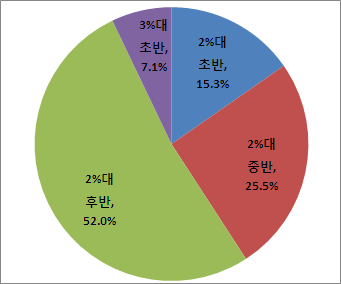 3%대
초반,
7.1%
2%대
초반,
15.3%
2%대
중반,
25.5%
2%대
후반,
52.0%